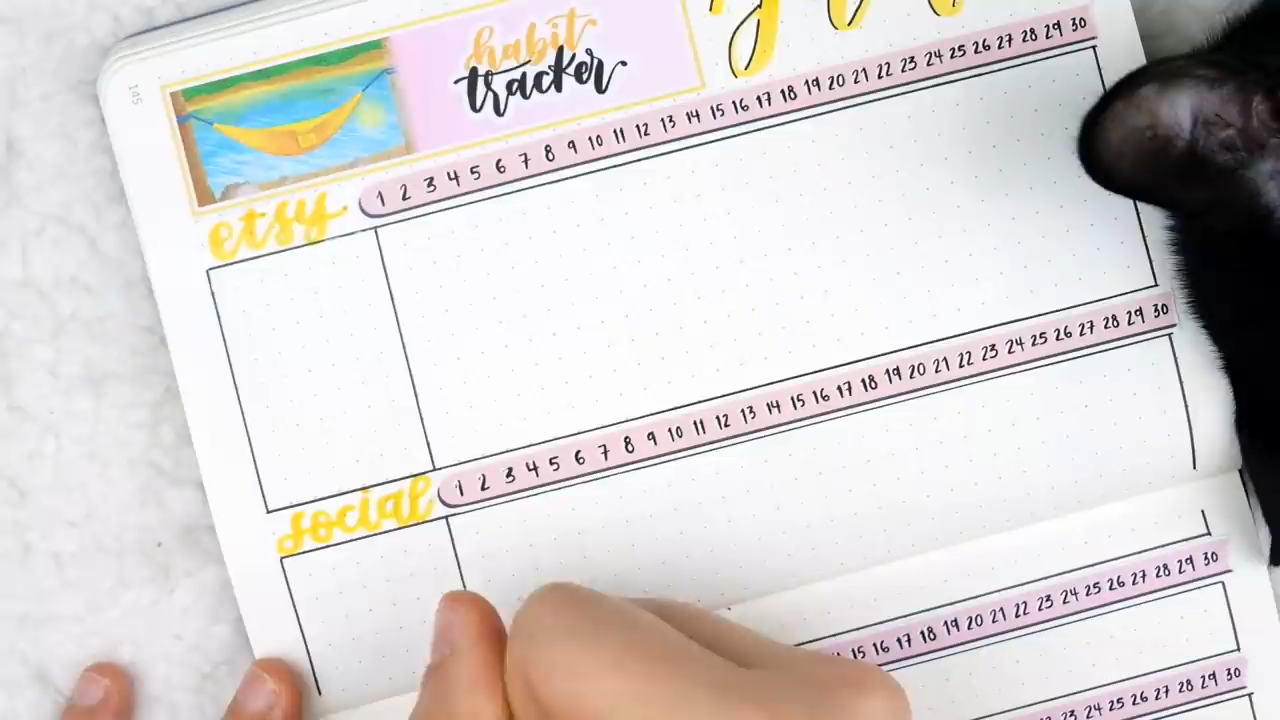 145
habit
tracker
1 2 3 4 5 6 7 8 9 10 11 12 13 14 15 16 17 18 19 20 21 22 23 24 25 26 27 28 29 30
etsy
1 2 3 4 5 6 7 8 9 10 11 12 13 14 15 16 17 18 19 20 21 22 23 24 25 26 27 28 29 30
social
15 16 17 18 19 20 21 22 23 24 25 26 27 28 29 30
23 24 25 26 27 28 29 30